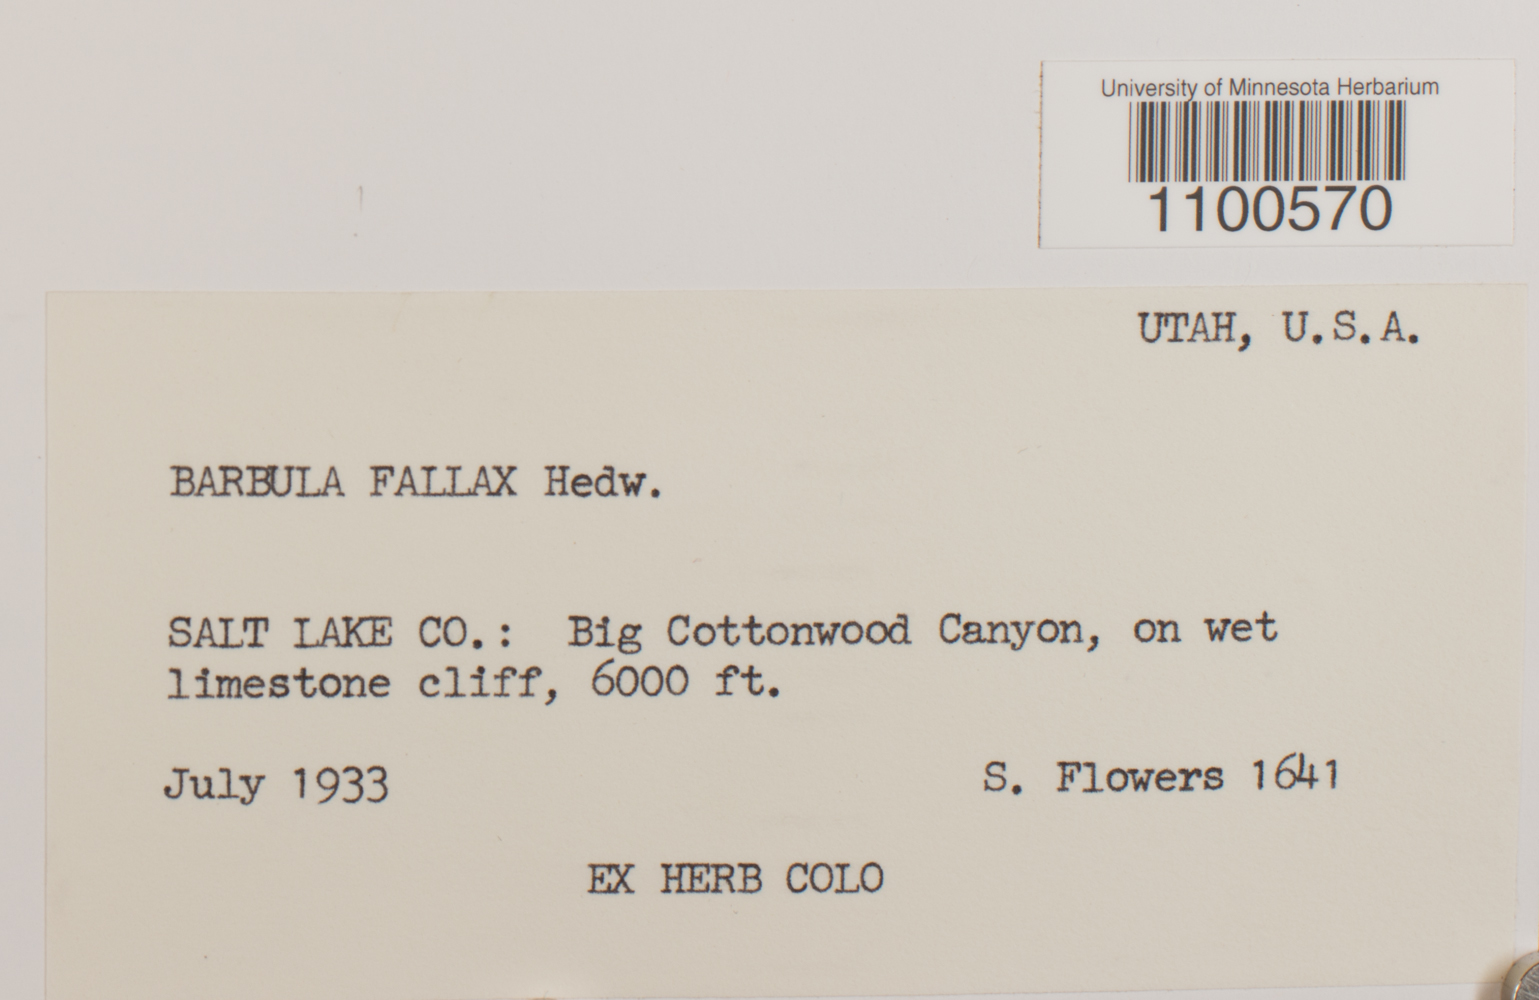 University of Minnesota Herbarium
1100570
UTAH, U.S.A.
BARBULA FALLAX Hedw.
SALT LAKE CO.: Big Cottonwood Canyon, on wet
limestone cliff, 6000 ft.
July 1933
S. Flowers 1641
EX HERB COLO